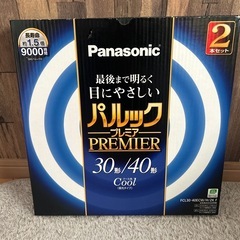 Panasonic
長寿命
約1.5倍
9000時間
2
本セット
最後まで明るく
目にやさしい
パルック
プレミア
PREMIER
30形/40形
Cool